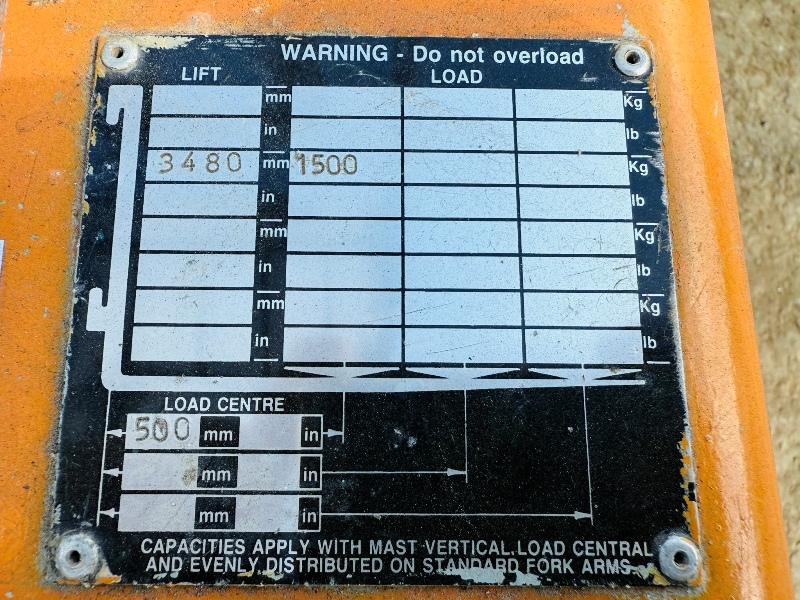 WARNING - Do not overload
LIFT LOAD
mm Kg
in lb
3480 mm 1500 Kg
in lb
mm Kg
in lb
mm Kg
in lb
LOAD CENTRE
500 mm in
mm in
mm in
CAPACITIES APPLY WITH MAST VERTICAL, LOAD CENTRAL
AND EVENLY DISTRIBUTED ON STANDARD FORK ARMS